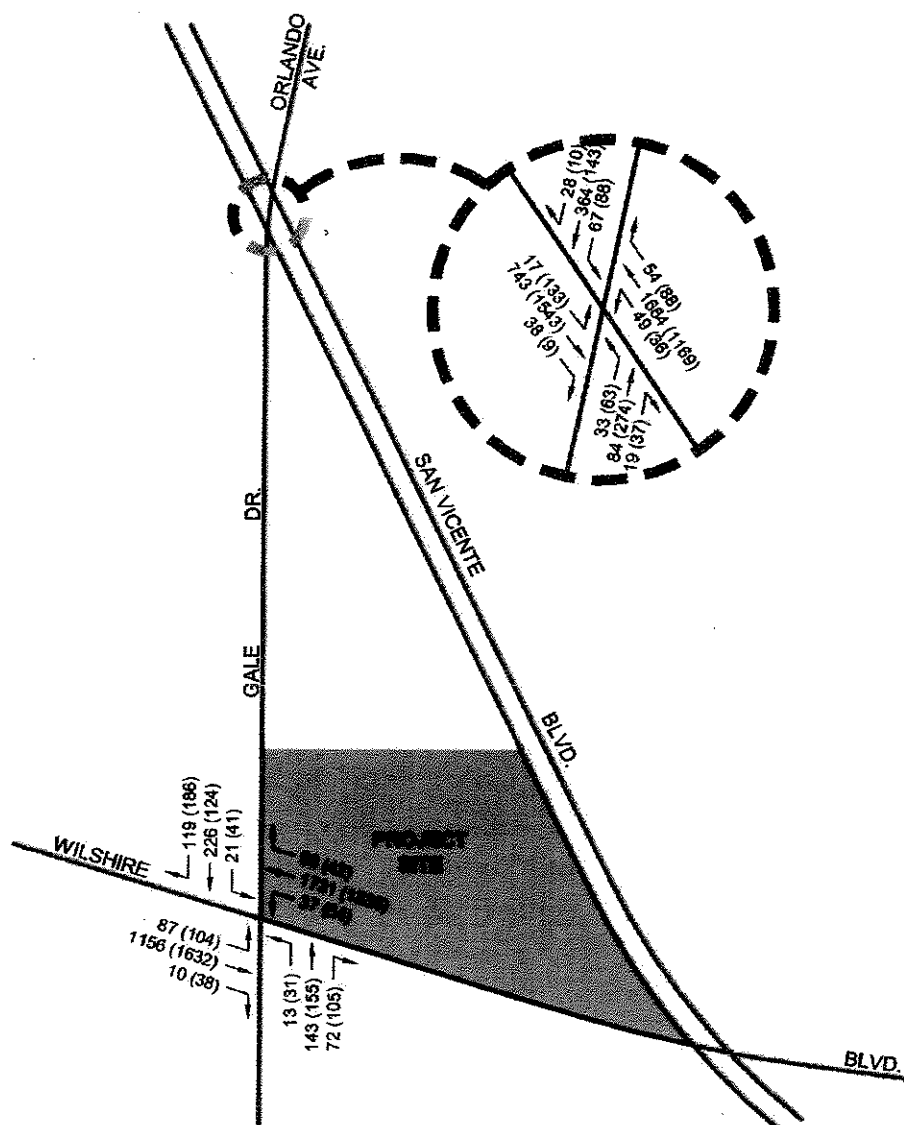 ORLANDO
AVE.
28 (10)
364 (143)
67 (88)
17 (133)
743 (1543)
38 (9)
54 (88)
1664 (1169)
49 (36)
33 (63)
84 (274)
19 (37)
SAN VICENTE
BLVD.
GALE
DR.
PROJECT
SITE
119 (186)
226 (124)
21 (41)
WILSHIRE
87 (104)
1156 (1632)
10 (38)
13 (31)
143 (155)
72 (105)
BLVD.